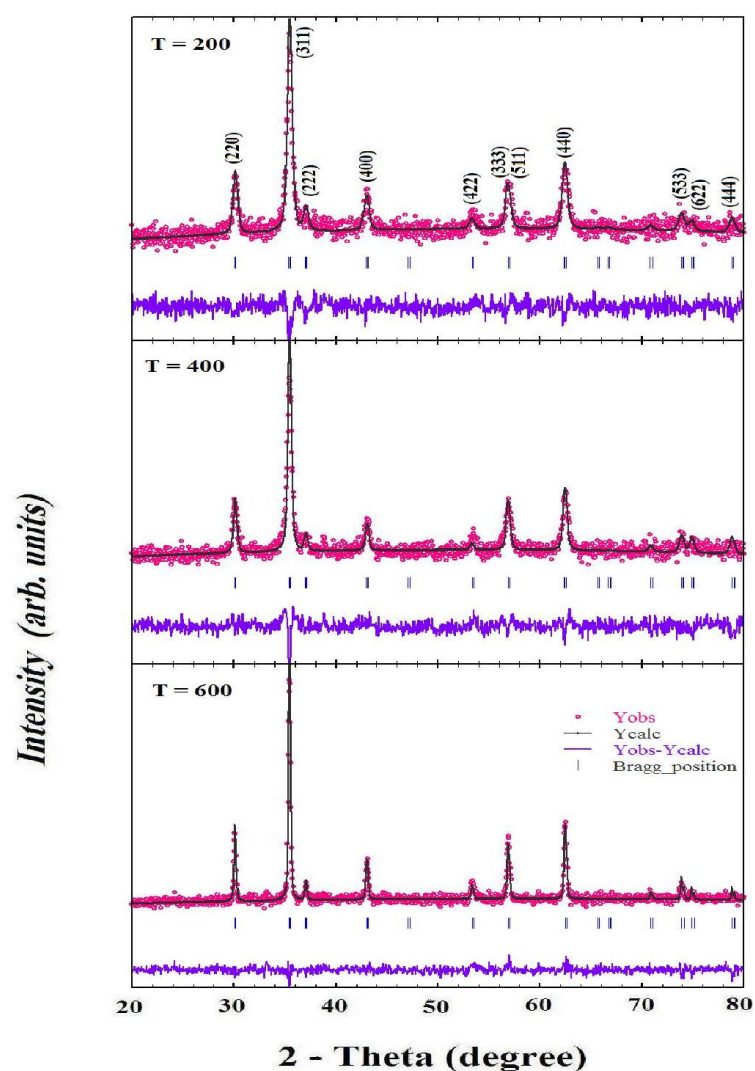 T = 200
(220)
(311)
(222)
(400)
(422)
(333)
(511)
(440)
(533)
(622)
(444)
T = 400
Intensity (arb. units)
T = 600
Yobs
Ycalc
Yobs-Ycalc
Bragg_position
20 30 40 50 60 70 80
2 - Theta (degree)